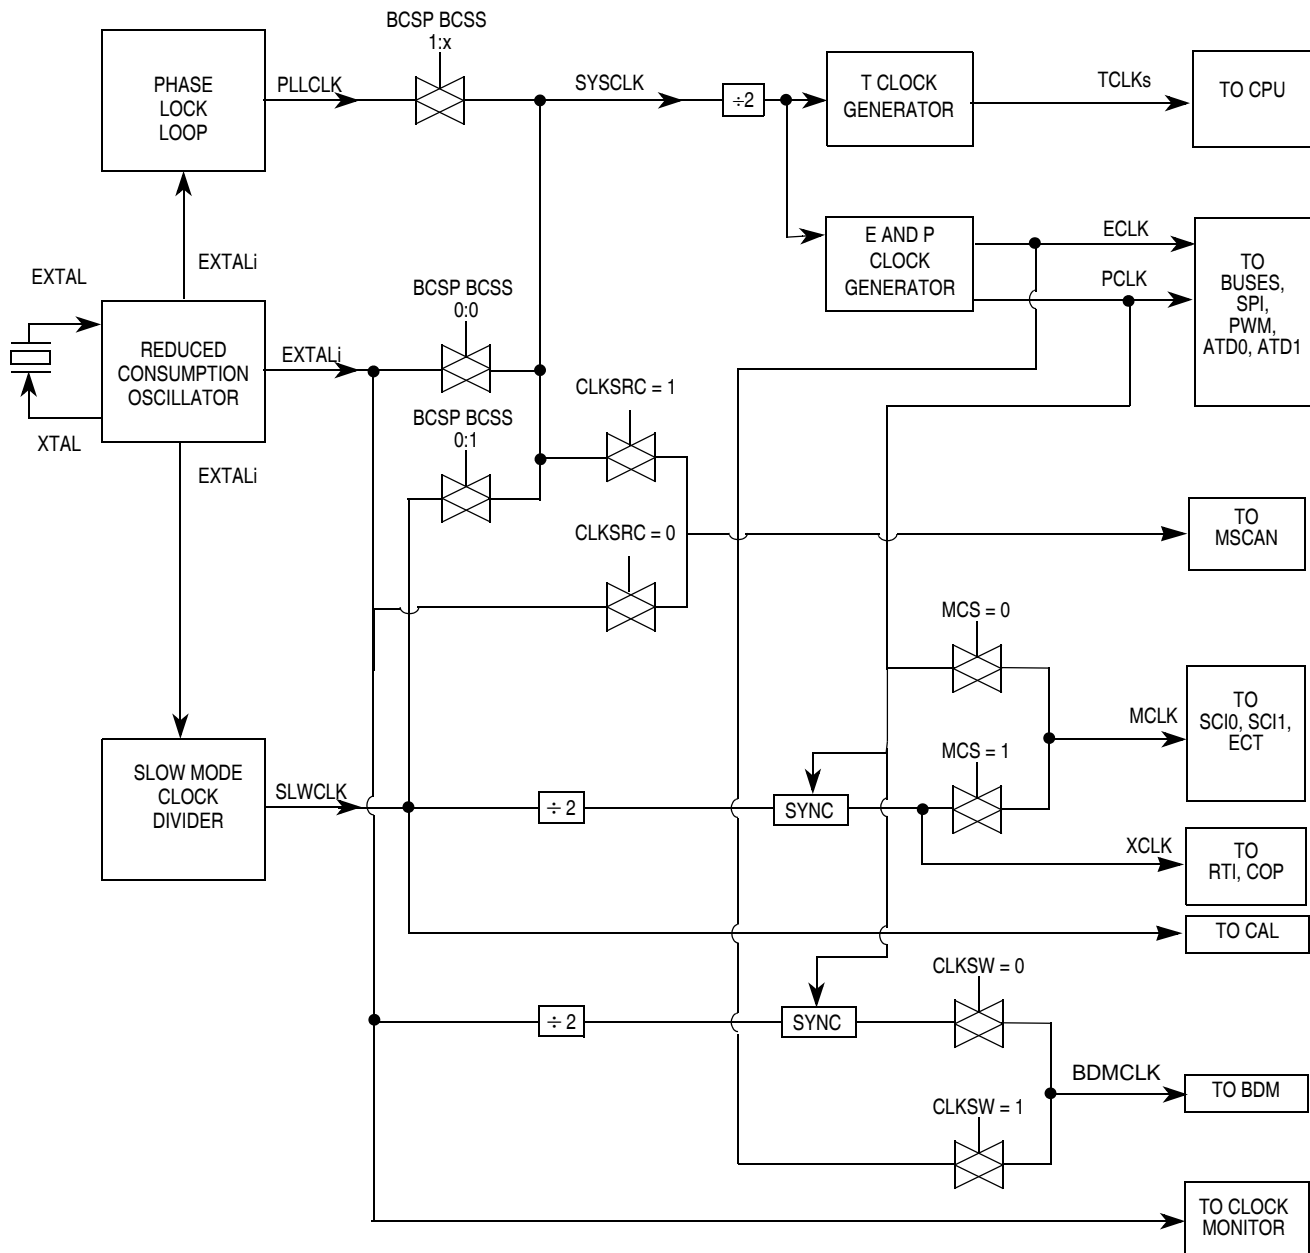 BCSP BCSS
1:x
PHASE
LOCK
LOOP
PLLCLK
SYSCLK
÷2
T CLOCK
GENERATOR
TCLKs
TO CPU
EXTALi
EXTAL
XTAL
REDUCED
CONSUMPTION
OSCILLATOR
EXTALi
BCSP BCSS
0:0
E AND P
CLOCK
GENERATOR
ECLK
PCLK
TO
BUSES,
SPI,
PWM,
ATD0, ATD1
CLKSRC = 1
BCSP BCSS
0:1
EXTALi
CLKSRC = 0
TO
MSCAN
MCS = 0
MCLK
TO
SCI0, SCI1,
ECT
MCS = 1
SLOW MODE
CLOCK
DIVIDER
SLWCLK
÷ 2
SYNC
XCLK
TO
RTI, COP
TO CAL
CLKSW = 0
÷ 2
SYNC
BDMCLK
TO BDM
CLKSW = 1
TO CLOCK
MONITOR